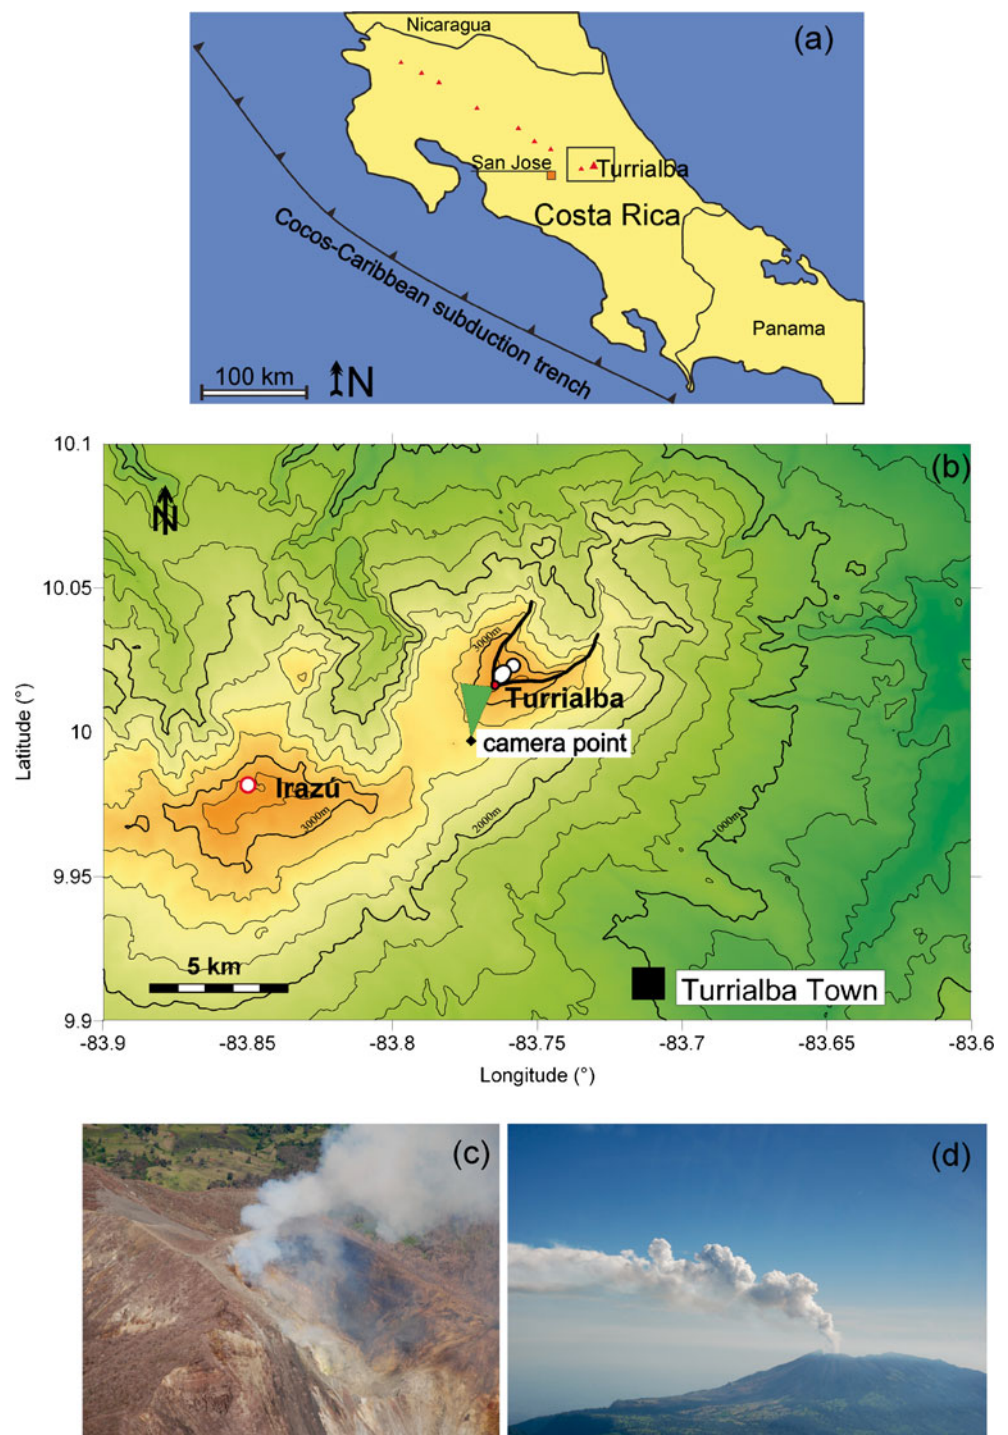 Nicaragua
(a)
San Jose
Turrialba
Costa Rica
Cocos-Caribbean subduction trench
Panama
100 km
N
10.1
(b)
N
10.05
3000m
Turrialba
camera point
Latitude (°)
10
Irazú
3000m
2000m
1000m
9.95
5 km
Turrialba Town
9.9
-83.9 -83.85 -83.8 -83.75 -83.7 -83.65 -83.6
Longitude (°)
(c)
(d)